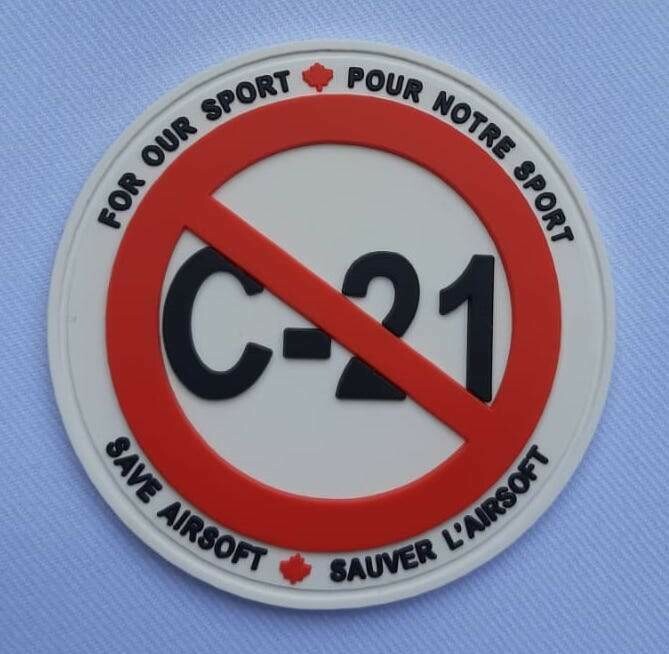 FOR OUR SPORT
POUR NOTRE SPORT
C-21
SAVE AIRSOFT
SAUVER L'AIRSOFT